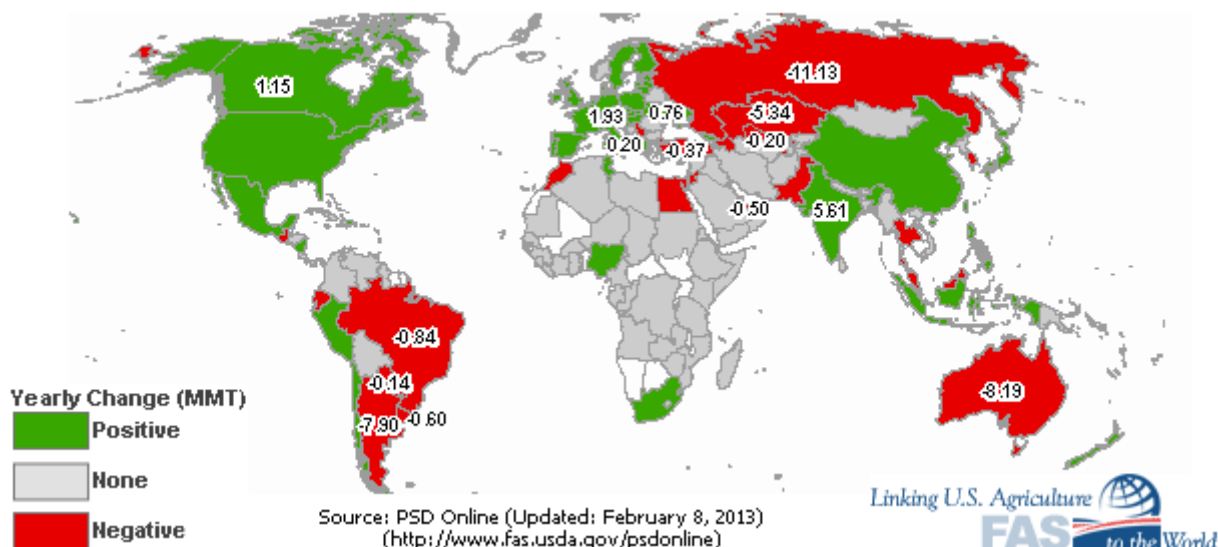 1.15
-11.13
1.93
0.76
-5.34
0.20
-0.37
-0.20
-0.50
5.61
-0.84
-0.14
-7.90
-0.60
-8.19
Yearly Change (MMT)
Positive
None
Negative
Source: PSD Online (Updated: February 8, 2013)
(http://www.fas.usda.gov/psdonline)
Linking U.S. Agriculture
FAS
to the World